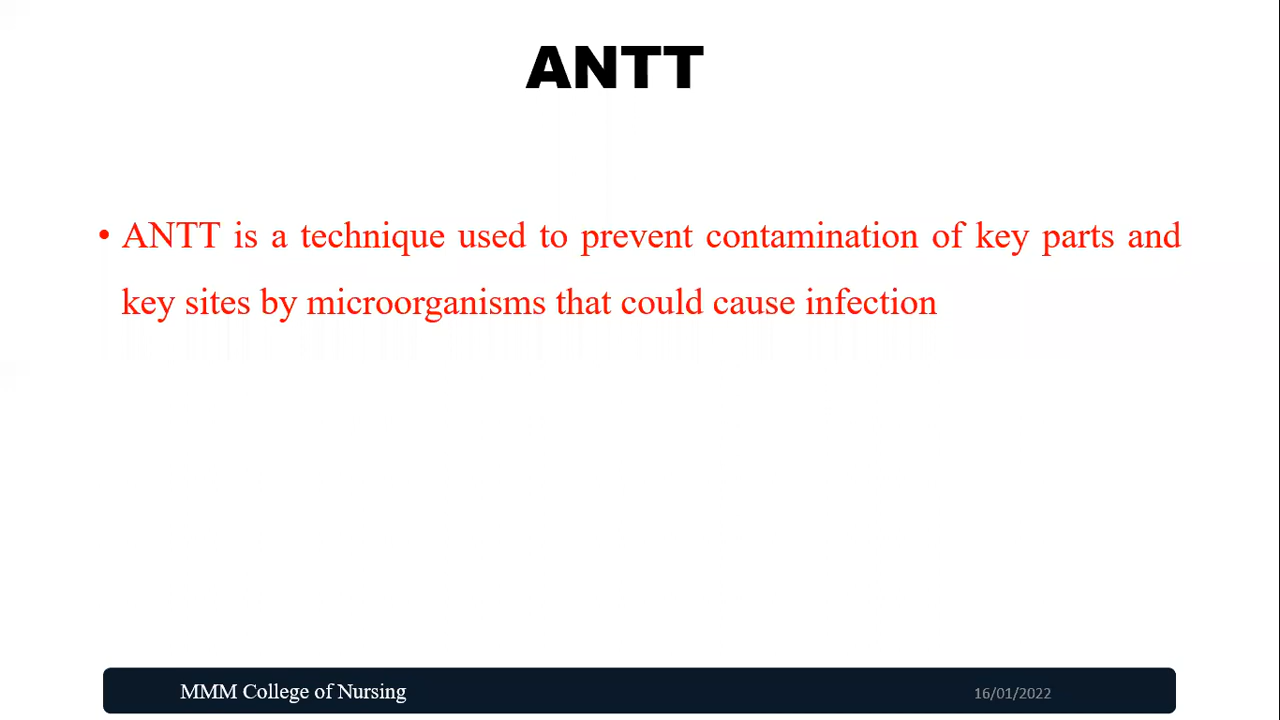 ANTT
• ANTT is a technique used to prevent contamination of key parts and
key sites by microorganisms that could cause infection
MMM College of Nursing
16/01/2022